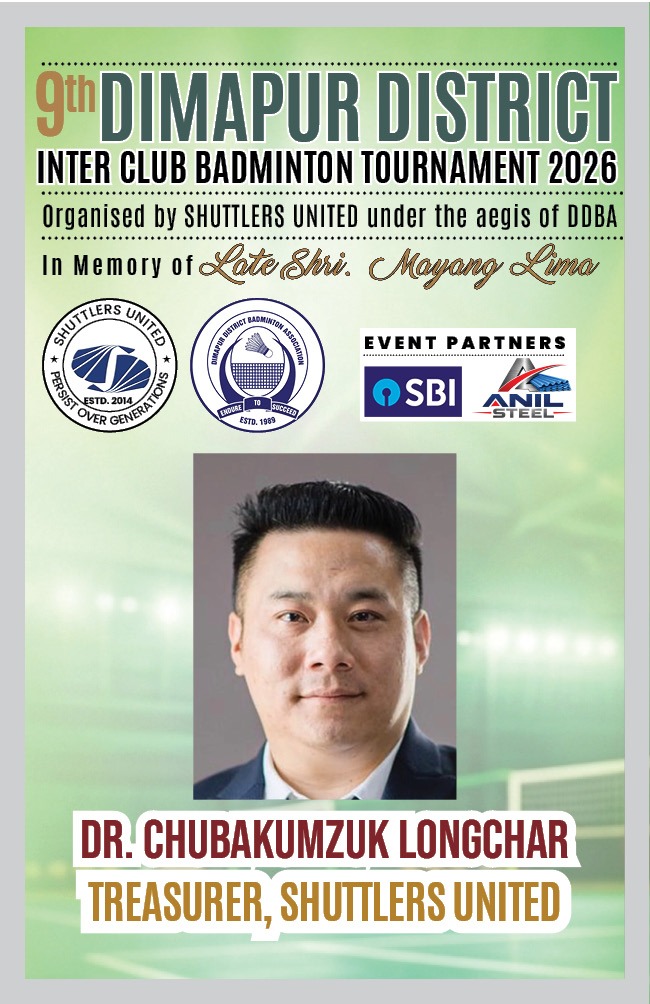 9th DIMAPUR DISTRICT
INTER CLUB BADMINTON TOURNAMENT 2026
Organised by SHUTTLERS UNITED under the aegis of DDBA
In Memory of Late Shri. Mayang Lima
SHUTTLERS UNITED
ESTD. 2014
PERSIST OVER GENERATIONS
DIMAPUR DISTRICT BADMINTON ASSOCIATION
ENDURE TO SUCCEED
ESTD. 1989
EVENT PARTNERS
SBI
ANIL
STEEL
DR. CHUBAKUMZUK LONGCHAR
TREASURER, SHUTTLERS UNITED